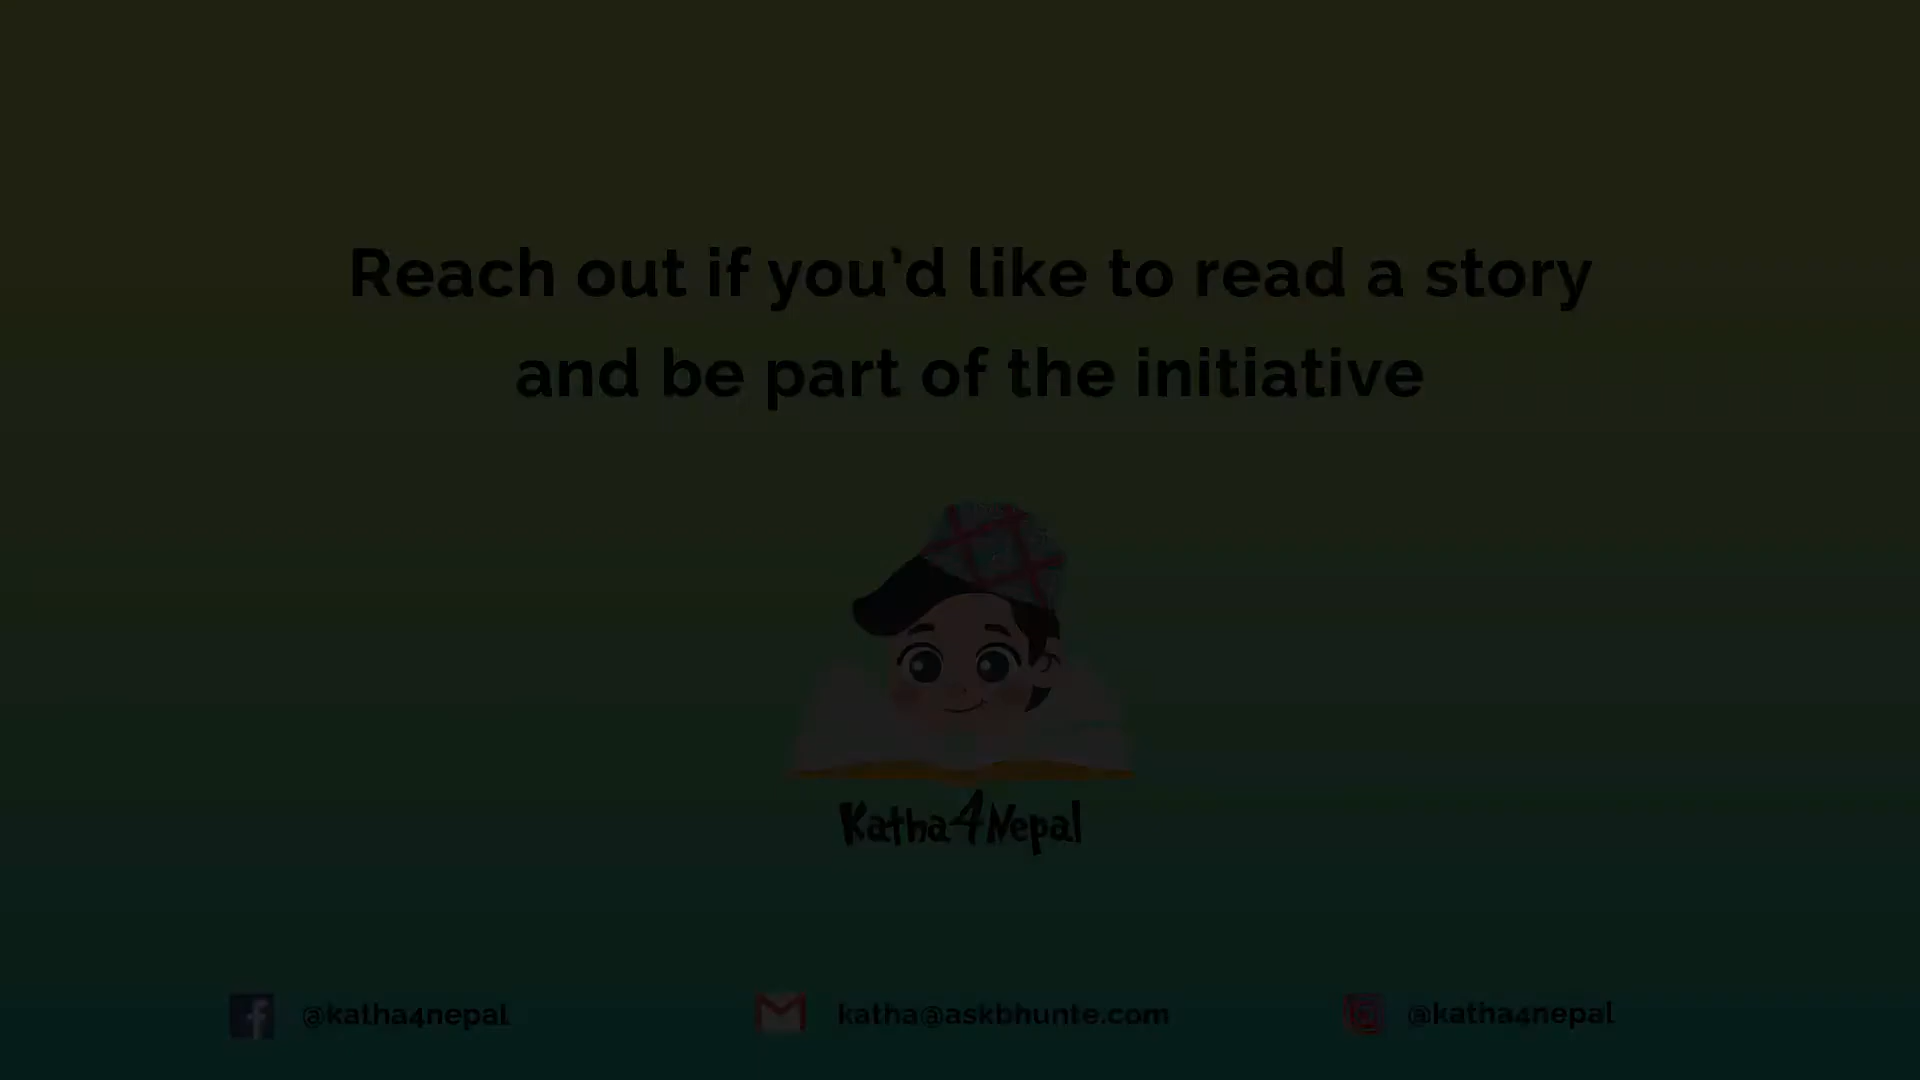 Reach out if you’d like to read a story
and be part of the initiative
Katha4Nepal
@katha4nepal
katha@askbhunte.com
@katha4nepal